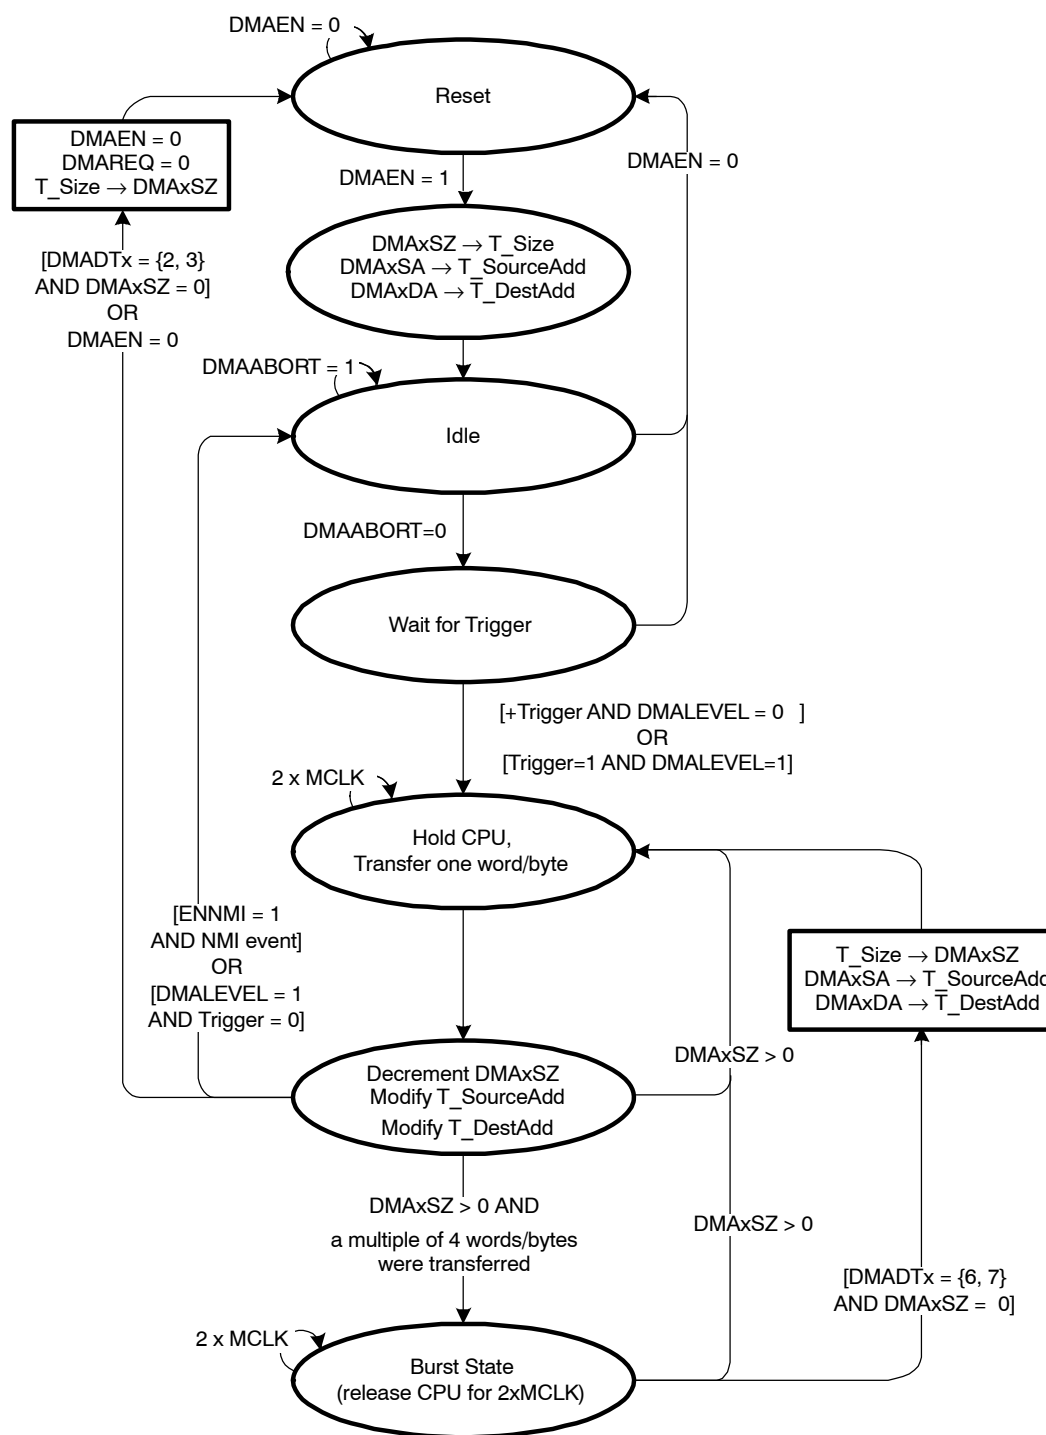 DMAEN = 0
Reset
DMAEN = 0
DMAREQ = 0
T_Size → DMAxSZ
DMAEN = 0
DMAEN = 1
[DMADTx = {2, 3}
AND DMAxSZ = 0]
OR
DMAEN = 0
DMAxSZ → T_Size
DMAxSA → T_SourceAdd
DMAxDA → T_DestAdd
DMAABORT = 1
Idle
DMAABORT=0
Wait for Trigger
[+Trigger AND DMALEVEL = 0 ]
OR
[Trigger=1 AND DMALEVEL=1]
2 x MCLK
Hold CPU,
Transfer one word/byte
[ENNMI = 1
AND NMI event]
OR
[DMALEVEL = 1
AND Trigger = 0]
T_Size → DMAxSZ
DMAxSA → T_SourceAdd
DMAxDA → T_DestAdd
DMAxSZ > 0
Decrement DMAxSZ
Modify T_SourceAdd
Modify T_DestAdd
DMAxSZ > 0 AND
a multiple of 4 words/bytes
were transferred
DMAxSZ > 0
[DMADTx = {6, 7}
AND DMAxSZ = 0]
2 x MCLK
Burst State
(release CPU for 2xMCLK)